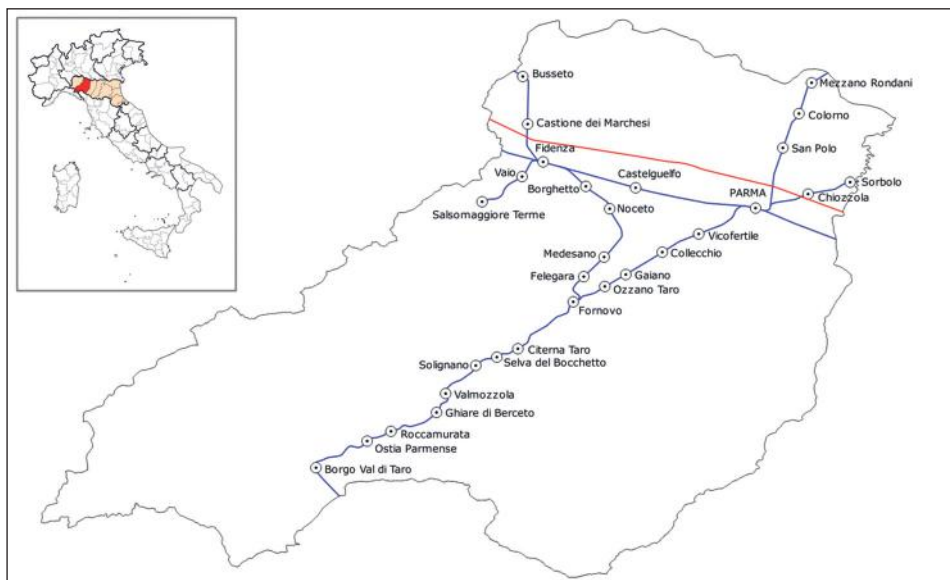 Busseto
Mezzano Rondani
Castione dei Marchesi
Colorno
San Polo
Fidenza
Vaio
Castelguelfo
Borghetto
PARMA
Sorbolo
Chiozzola
Salsomaggiore Terme
Noceto
Vicofertile
Medesano
Collecchio
Felegara
Gaiano
Ozzano Taro
Fornovo
Citerna Taro
Solignano
Selva del Bocchetto
Valmozzola
Ghiare di Berceto
Roccamurata
Ostia Parmense
Borgo Val di Taro